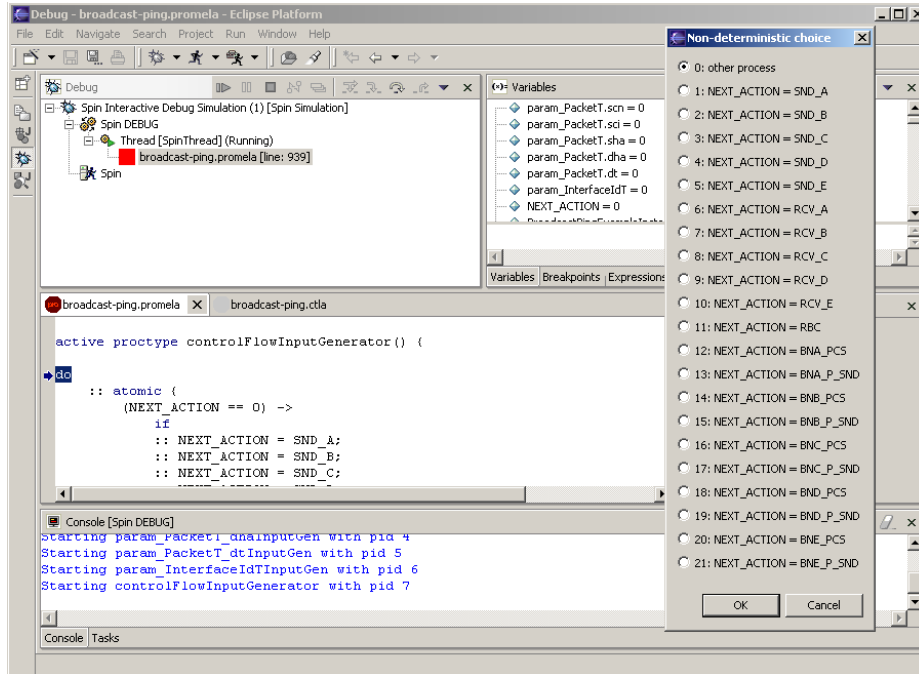 Debug - broadcast-ping.promela - Eclipse Platform
File Edit Navigate Search Project Run Window Help
Debug
Spin Interactive Debug Simulation (1) [Spin Simulation]
Spin DEBUG
Thread [SpinThread] (Running)
broadcast-ping.promela [line: 939]
Spin
(x)= Variables
param_PacketT.scn = 0
param_PacketT.sci = 0
param_PacketT.sha = 0
param_PacketT.dha = 0
param_PacketT.dt = 0
param_InterfaceIdT = 0
NEXT_ACTION = 0
Variables Breakpoints Expressions
broadcast-ping.promela broadcast-ping.ctla
active proctype controlFlowInputGenerator() {
do
:: atomic {
(NEXT_ACTION == 0) ->
if
:: NEXT_ACTION = SND_A;
:: NEXT_ACTION = SND_B;
:: NEXT_ACTION = SND_C;
Console [Spin DEBUG]
Starting param_PacketT_dhaInputGen with pid 4
Starting param_PacketT_dtInputGen with pid 5
Starting param_InterfaceIdTInputGen with pid 6
Starting controlFlowInputGenerator with pid 7
Console Tasks
Non-deterministic choice
0: other process
1: NEXT_ACTION = SND_A
2: NEXT_ACTION = SND_B
3: NEXT_ACTION = SND_C
4: NEXT_ACTION = SND_D
5: NEXT_ACTION = SND_E
6: NEXT_ACTION = RCV_A
7: NEXT_ACTION = RCV_B
8: NEXT_ACTION = RCV_C
9: NEXT_ACTION = RCV_D
10: NEXT_ACTION = RCV_E
11: NEXT_ACTION = RBC
12: NEXT_ACTION = BNA_PCS
13: NEXT_ACTION = BNA_P_SND
14: NEXT_ACTION = BNB_PCS
15: NEXT_ACTION = BNB_P_SND
16: NEXT_ACTION = BNC_PCS
17: NEXT_ACTION = BNC_P_SND
18: NEXT_ACTION = BND_PCS
19: NEXT_ACTION = BND_P_SND
20: NEXT_ACTION = BNE_PCS
21: NEXT_ACTION = BNE_P_SND
OK Cancel